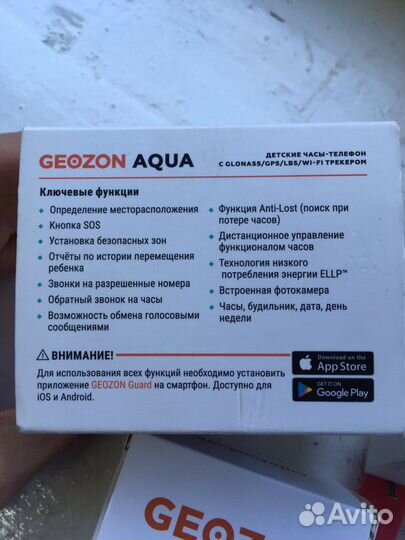 GEOZON AQUA
ДЕТСКИЕ ЧАСЫ-ТЕЛЕФОН
С GLONASS/GPS/LBS/WI-FI ТРЕКЕРОМ
Ключевые функции
• Определение месторасположения
• Кнопка SOS
• Установка безопасных зон
• Отчёты по истории перемещения
ребенка
• Звонки на разрешенные номера
• Обратный звонок на часы
• Возможность обмена голосовыми
сообщениями
• Функция Anti-Lost (поиск при
потере часов)
• Дистанционное управление
функционалом часов
• Технология низкого
потребления энергии ELLP™
• Встроенная фотокамера
• Часы, будильник, дата, день
недели
ВНИМАНИЕ!
Для использования всех функций необходимо установить
приложение GEOZON Guard на смартфон. Доступно для
iOS и Android.
Download on the
App Store
GET IT ON
Google Play
GEOZ
Avito